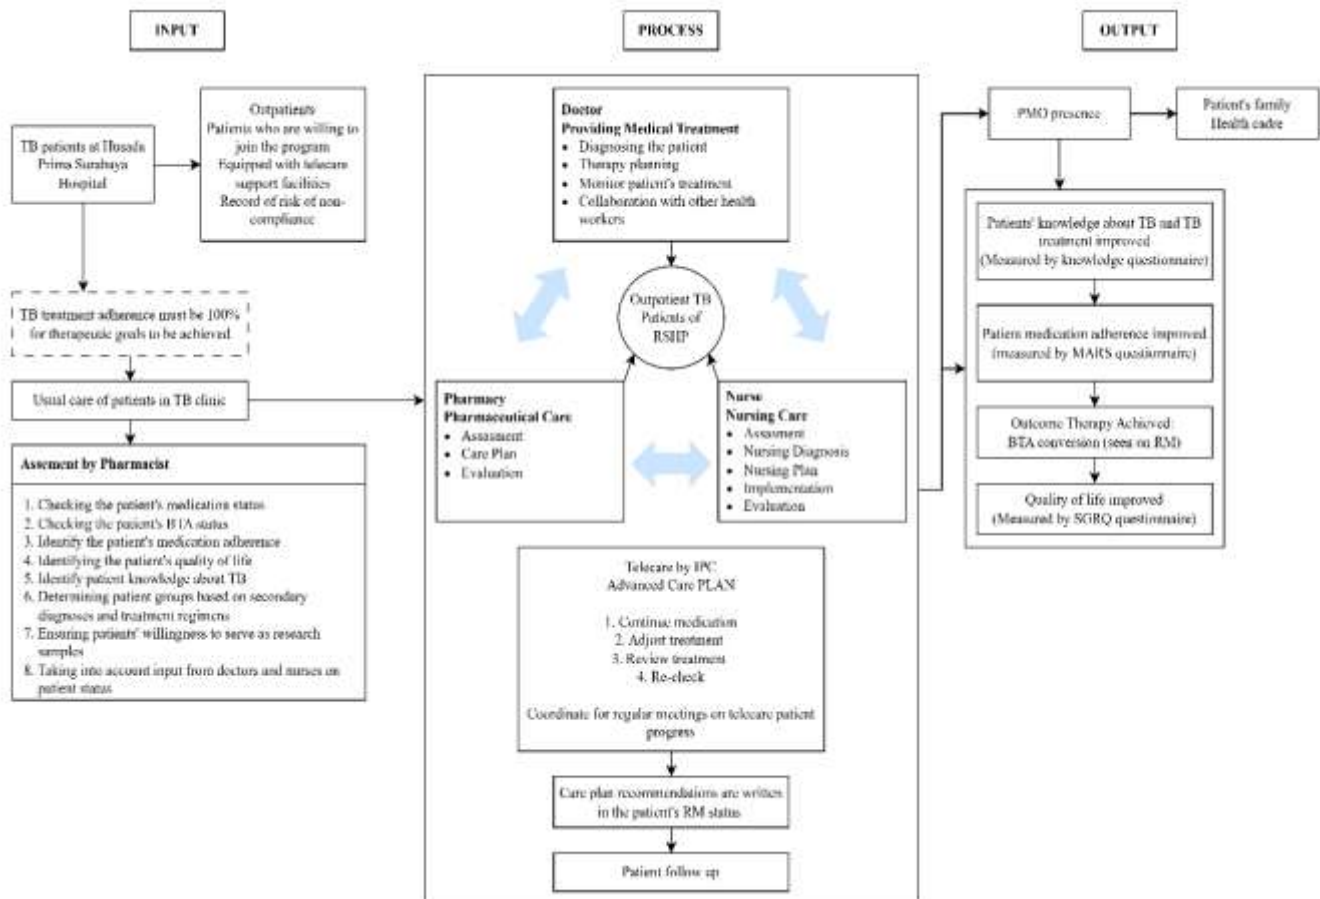 INPUT
TB patients at Husada
Prima Surabaya
Hospital
Outpatients
Patients who are willing to
join the program
Equipped with telecare
support facilities
Record of risk of non-
compliance
TB treatment adherence must be 100%
for therapeutic goals to be achieved
Usual care of patients in TB clinic
Assement by Pharmacist
1. Checking the patient's medication status
2. Checking the patient's BTA status
3. Identify the patient's medication adherence
4. Identifying the patient's quality of life
5. Identify patient knowledge about TB
6. Determining patient groups based on secondary
diagnoses and treatment regimens
7. Ensuring patients' willingness to serve as research
samples
8. Taking into account input from doctors and nurses on
patient status
PROCESS
Doctor
Providing Medical Treatment
• Diagnosing the patient
• Therapy planning
• Monitor patient's treatment
• Collaboration with other health
workers
Outpatient TB
Patients of
RSHP
Pharmacy
Pharmaceutical Care
• Assasment
• Care Plan
• Evaluation
Nurse
Nursing Care
• Assasment
• Nursing Diagnosis
• Nursing Plan
• Implementation
• Evaluation
Telecare by IPC
Advanced Care PLAN
1. Continue medication
2. Adjust treatment
3. Review treatment
4. Re-check
Coordinate for regular meetings on telecare patient
progress
Care plan recommendations are written
in the patient's RM status
Patient follow up
OUTPUT
PMO presence
Patient's family
Health cadre
Patients' knowledge about TB and TB
treatment improved
(Measured by knowledge questionnaire)
Patient medication adherence improved
(measured by MARS questionnaire)
Outcome Therapy Achieved:
BTA conversion (seen on RM)
Quality of life improved
(Measured by SGRQ questionnaire)